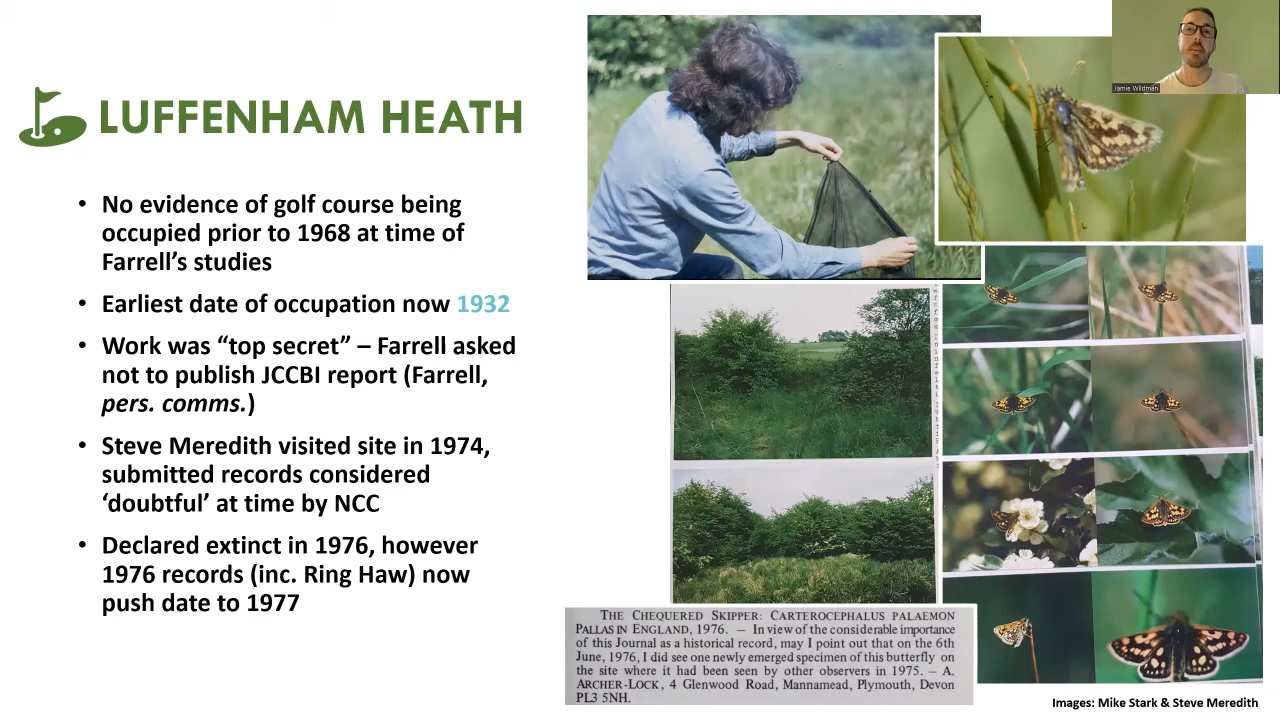 LUFFENHAM HEATH
• No evidence of golf course being
occupied prior to 1968 at time of
Farrell’s studies
• Earliest date of occupation now 1932
• Work was “top secret” – Farrell asked
not to publish JCCBI report (Farrell,
pers. comms.)
• Steve Meredith visited site in 1974,
submitted records considered
‘doubtful’ at time by NCC
• Declared extinct in 1976, however
1976 records (inc. Ring Haw) now
push date to 1977
Jamie Wildman
THE CHEQUERED SKIPPER: CARTEROCEPHALUS PALAEMON
PALLAS IN ENGLAND, 1976. — In view of the considerable importance
of this Journal as a historical record, may I point out that on the 6th
June, 1976, I did see one newly emerged specimen of this butterfly on
the site where it had been seen by other observers in 1975. — A.
ARCHER-LOCK, 4 Glenwood Road, Mannamead, Plymouth, Devon
PL3 5NH.
Images: Mike Stark & Steve Meredith